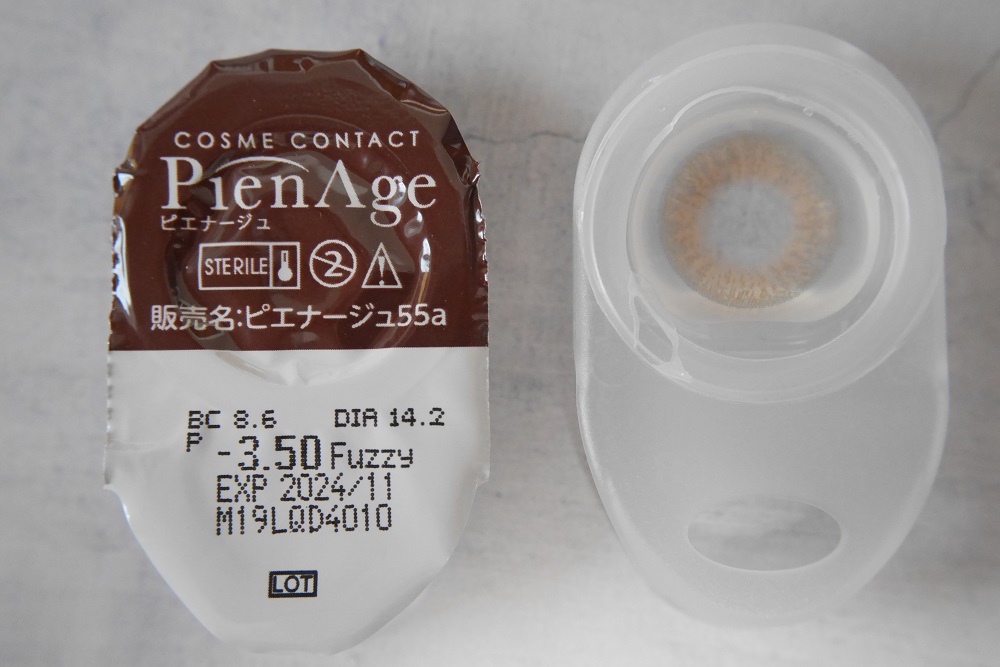 COSME CONTACT
PienAge
ピエナージュ
STERILE 2
販売名:ピエナージュ55a
BC 8.6 DIA 14.2
P -3.50 Fuzzy
EXP 2024/11
M19LQD4010
LOT